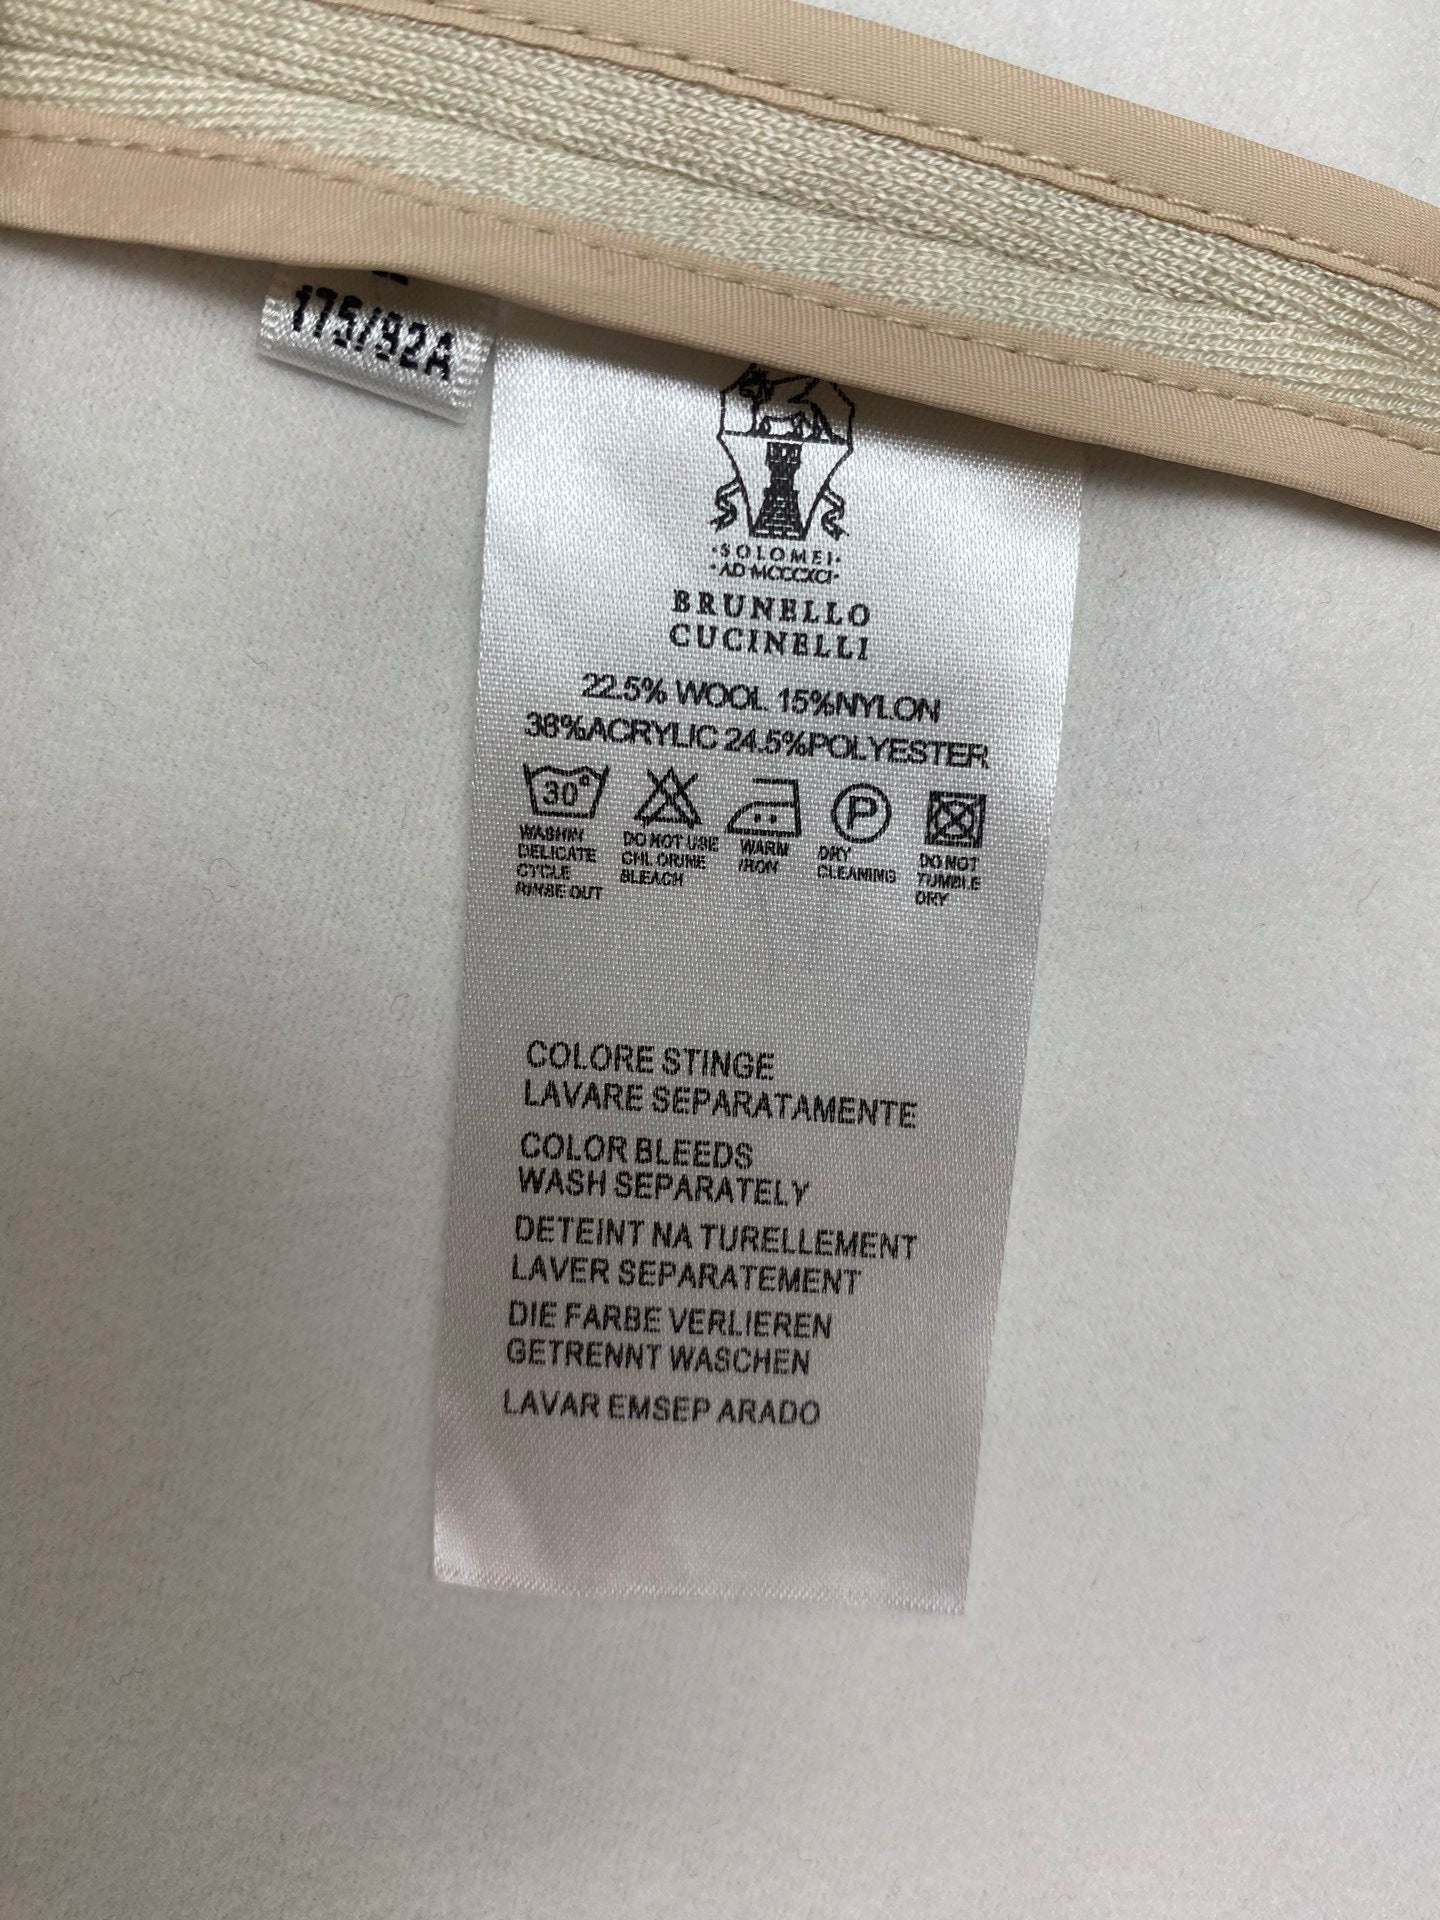 175/92A
·SOLOMEI·
·AD·MCCCXCI·
BRUNELLO
CUCINELLI
22.5% WOOL 15%NYLON
38%ACRYLIC 24.5%POLYESTER
30°
P
WASHIN
DELICATE
CYCLE
RINSE OUT
DO NOT USE
CHLORINE
BLEACH
WARM
IRON
DRY
CLEANING
DO NOT
TUMBLE
DRY
COLORE STINGE
LAVARE SEPARATAMENTE
COLOR BLEEDS
WASH SEPARATELY
DETEINT NA TURELLEMENT
LAVER SEPARATEMENT
DIE FARBE VERLIEREN
GETRENNT WASCHEN
LAVAR EMSEP ARADO